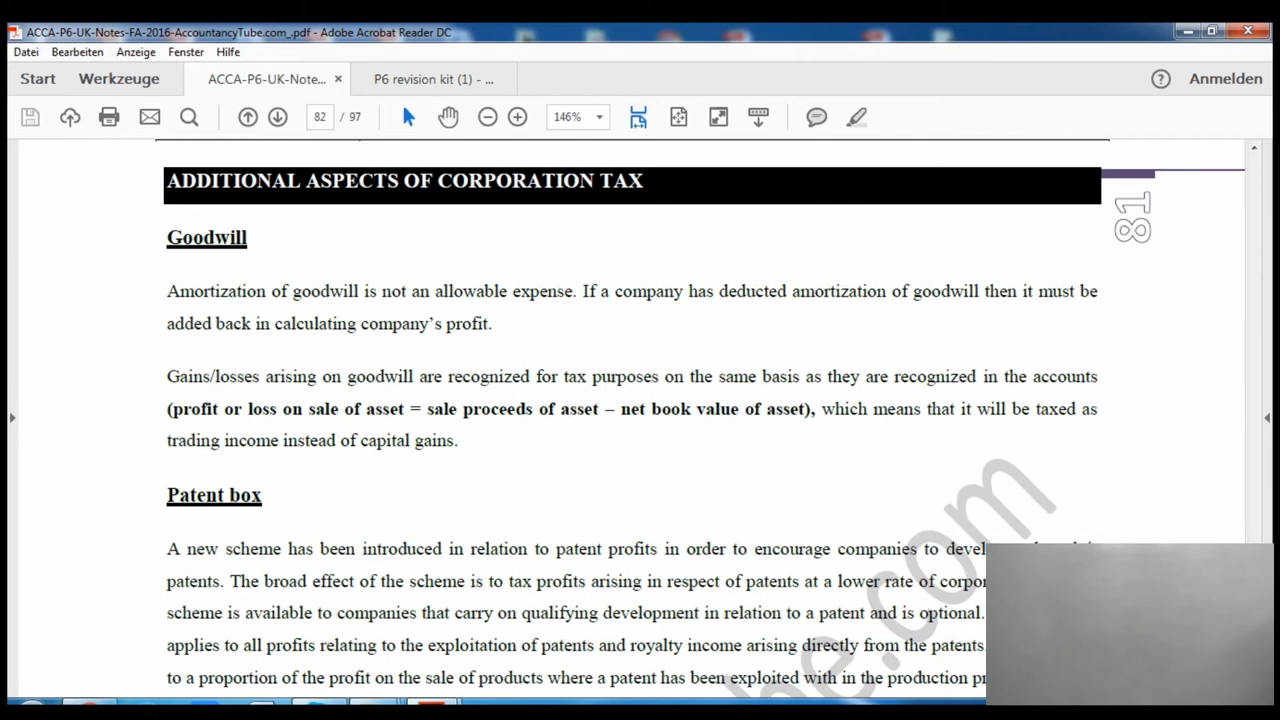 ACCA-P6-UK-Notes-FA-2016-AccountancyTube.com_.pdf - Adobe Acrobat Reader DC
Datei Bearbeiten Anzeige Fenster Hilfe
Start Werkzeuge ACCA-P6-UK-Note... × P6 revision kit (1) - ... Anmelden
82 / 97 146%
ADDITIONAL ASPECTS OF CORPORATION TAX
81
Goodwill
Amortization of goodwill is not an allowable expense. If a company has deducted amortization of goodwill then it must be
added back in calculating company's profit.
Gains/losses arising on goodwill are recognized for tax purposes on the same basis as they are recognized in the accounts
(profit or loss on sale of asset = sale proceeds of asset – net book value of asset), which means that it will be taxed as
trading income instead of capital gains.
Patent box
A new scheme has been introduced in relation to patent profits in order to encourage companies to devel
patents. The broad effect of the scheme is to tax profits arising in respect of patents at a lower rate of corpor
scheme is available to companies that carry on qualifying development in relation to a patent and is optional.
applies to all profits relating to the exploitation of patents and royalty income arising directly from the patents
to a proportion of the profit on the sale of products where a patent has been exploited with in the production pr
be.com